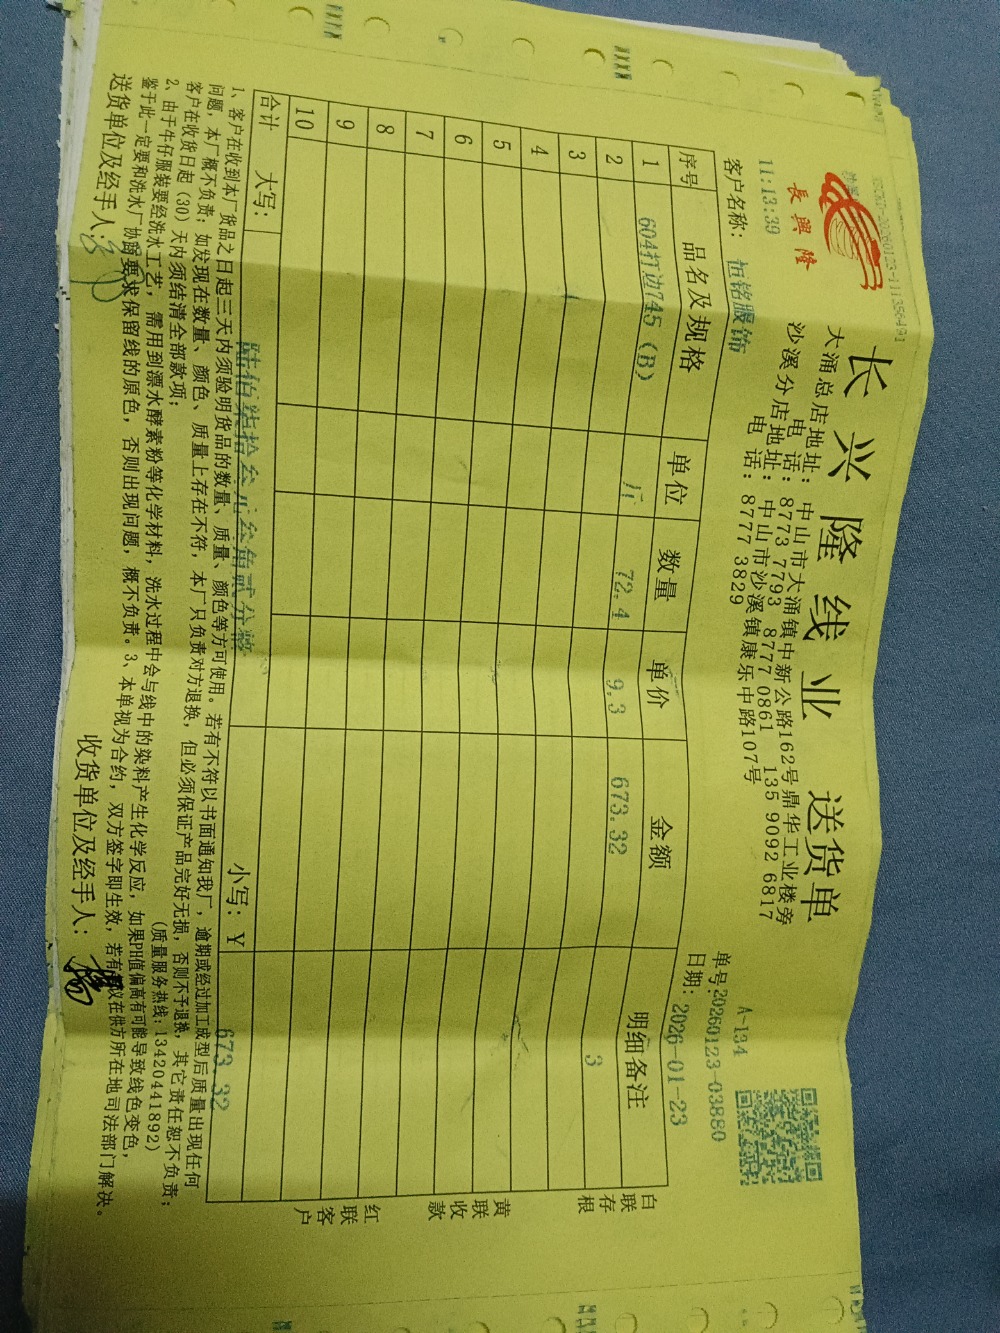 長興隆
长兴隆线业 送货单
大涌总店地址：中山市大涌镇中新公路162号鼎华工业楼旁
电话：8773 7793 8777 0861 135 9092 6817
沙溪分店地址：中山市沙溪镇康乐中路107号
电话：8777 3829
A-134
单号:20260123-03880
11:13:39
日期：2026-01-23
客户名称：恒铭服饰
序号 品名及规格 单位 数量 单价 金额 明细备注
1 604打边745（B） 斤 72.4 9.3 673.32 3
2
3
4
5
6
7
8
9
10
合计 大写：陆佰柒拾叁元叁角贰分整 小写：￥ 673.32
白联存根
黄联收款
红联客户
1、客户在收到本厂货品之日起三天内须验明货品的数量、质量、颜色等方可使用。若有不符以书面通知我厂，逾期或经过加工成型后质量出现任何
问题，本厂概不负责；如发现在数量、颜色、质量上存在不符，本厂只负责对方退换，但必须保证产品完好无损，否则不予退换，其它责任恕不负责；
客户在收货日起（30）天内须结清全部款项；
（质量服务热线：13420441892）
2、由于牛仔服装要经洗水工艺，需用到漂水酵素粉等化学材料，洗水过程中会与线中的染料产生化学反应，如果PH值偏高有可能导致线色变色，
鉴于此一定要和洗水厂协商要求保留线的原色，否则出现问题，概不负责。3、本单视为合约，双方签字即生效，若有争议在供方所在地司法部门解决。
送货单位及经手人： 收货单位及经手人：